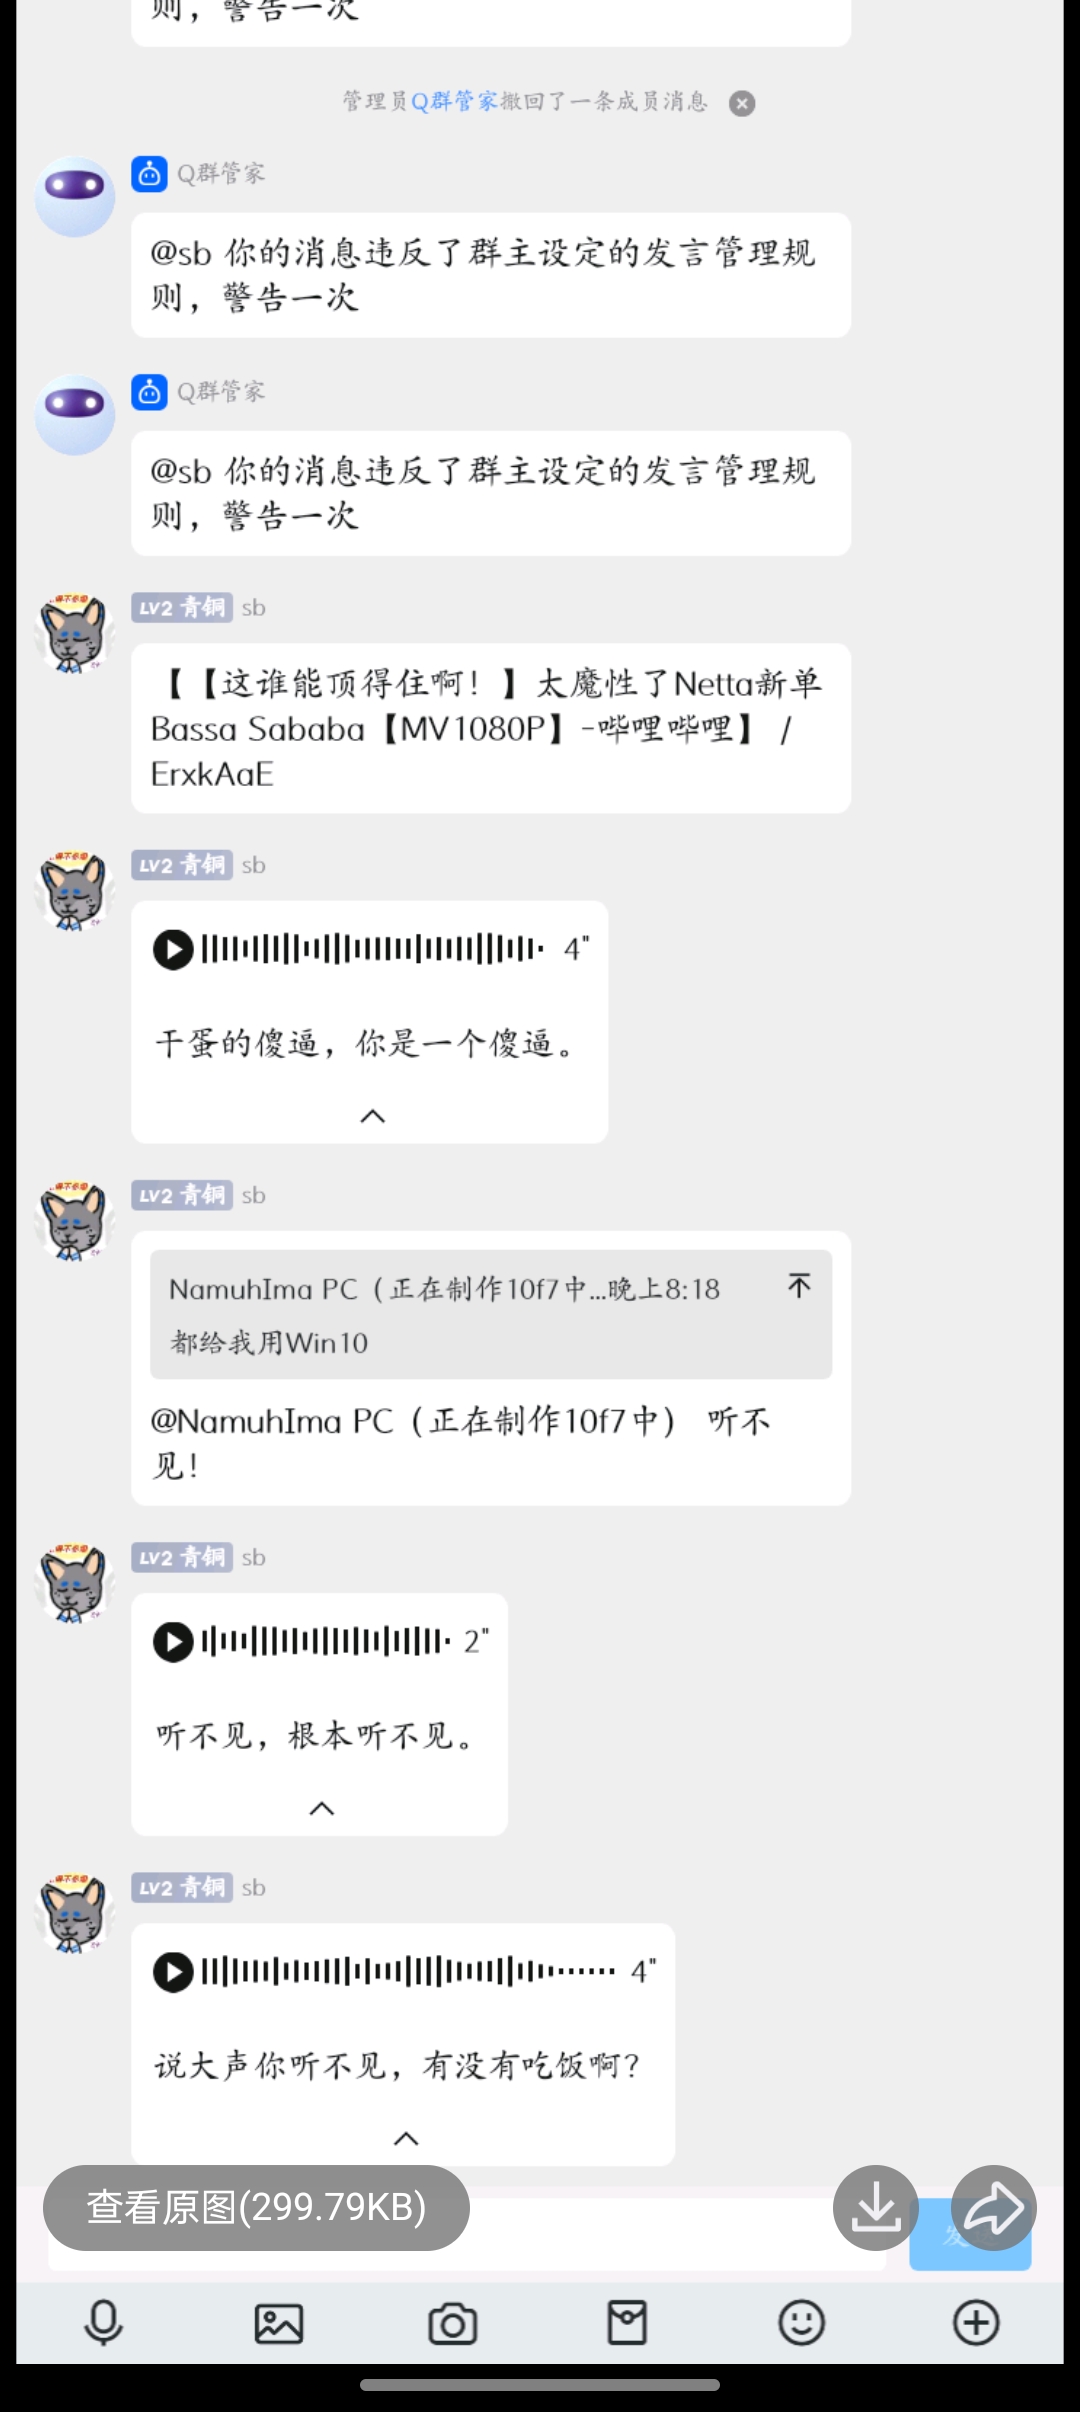 则，警告一次
管理员Q群管家撤回了一条成员消息
Q群管家
@sb 你的消息违反了群主设定的发言管理规
则，警告一次
Q群管家
@sb 你的消息违反了群主设定的发言管理规
则，警告一次
LV2 青铜 sb
【【这谁能顶得住啊！】太魔性了Netta新单
Bassa Sababa【MV1080P】-哔哩哔哩】 /
ErxkAaE
LV2 青铜 sb
4"
干蛋的傻逼，你是一个傻逼。
LV2 青铜 sb
NamuhIma PC（正在制作10f7中...晚上8:18
都给我用Win10
@NamuhIma PC（正在制作10f7中） 听不
见！
LV2 青铜 sb
2"
听不见，根本听不见。
LV2 青铜 sb
4"
说大声你听不见，有没有吃饭啊？
查看原图(299.79KB)
发